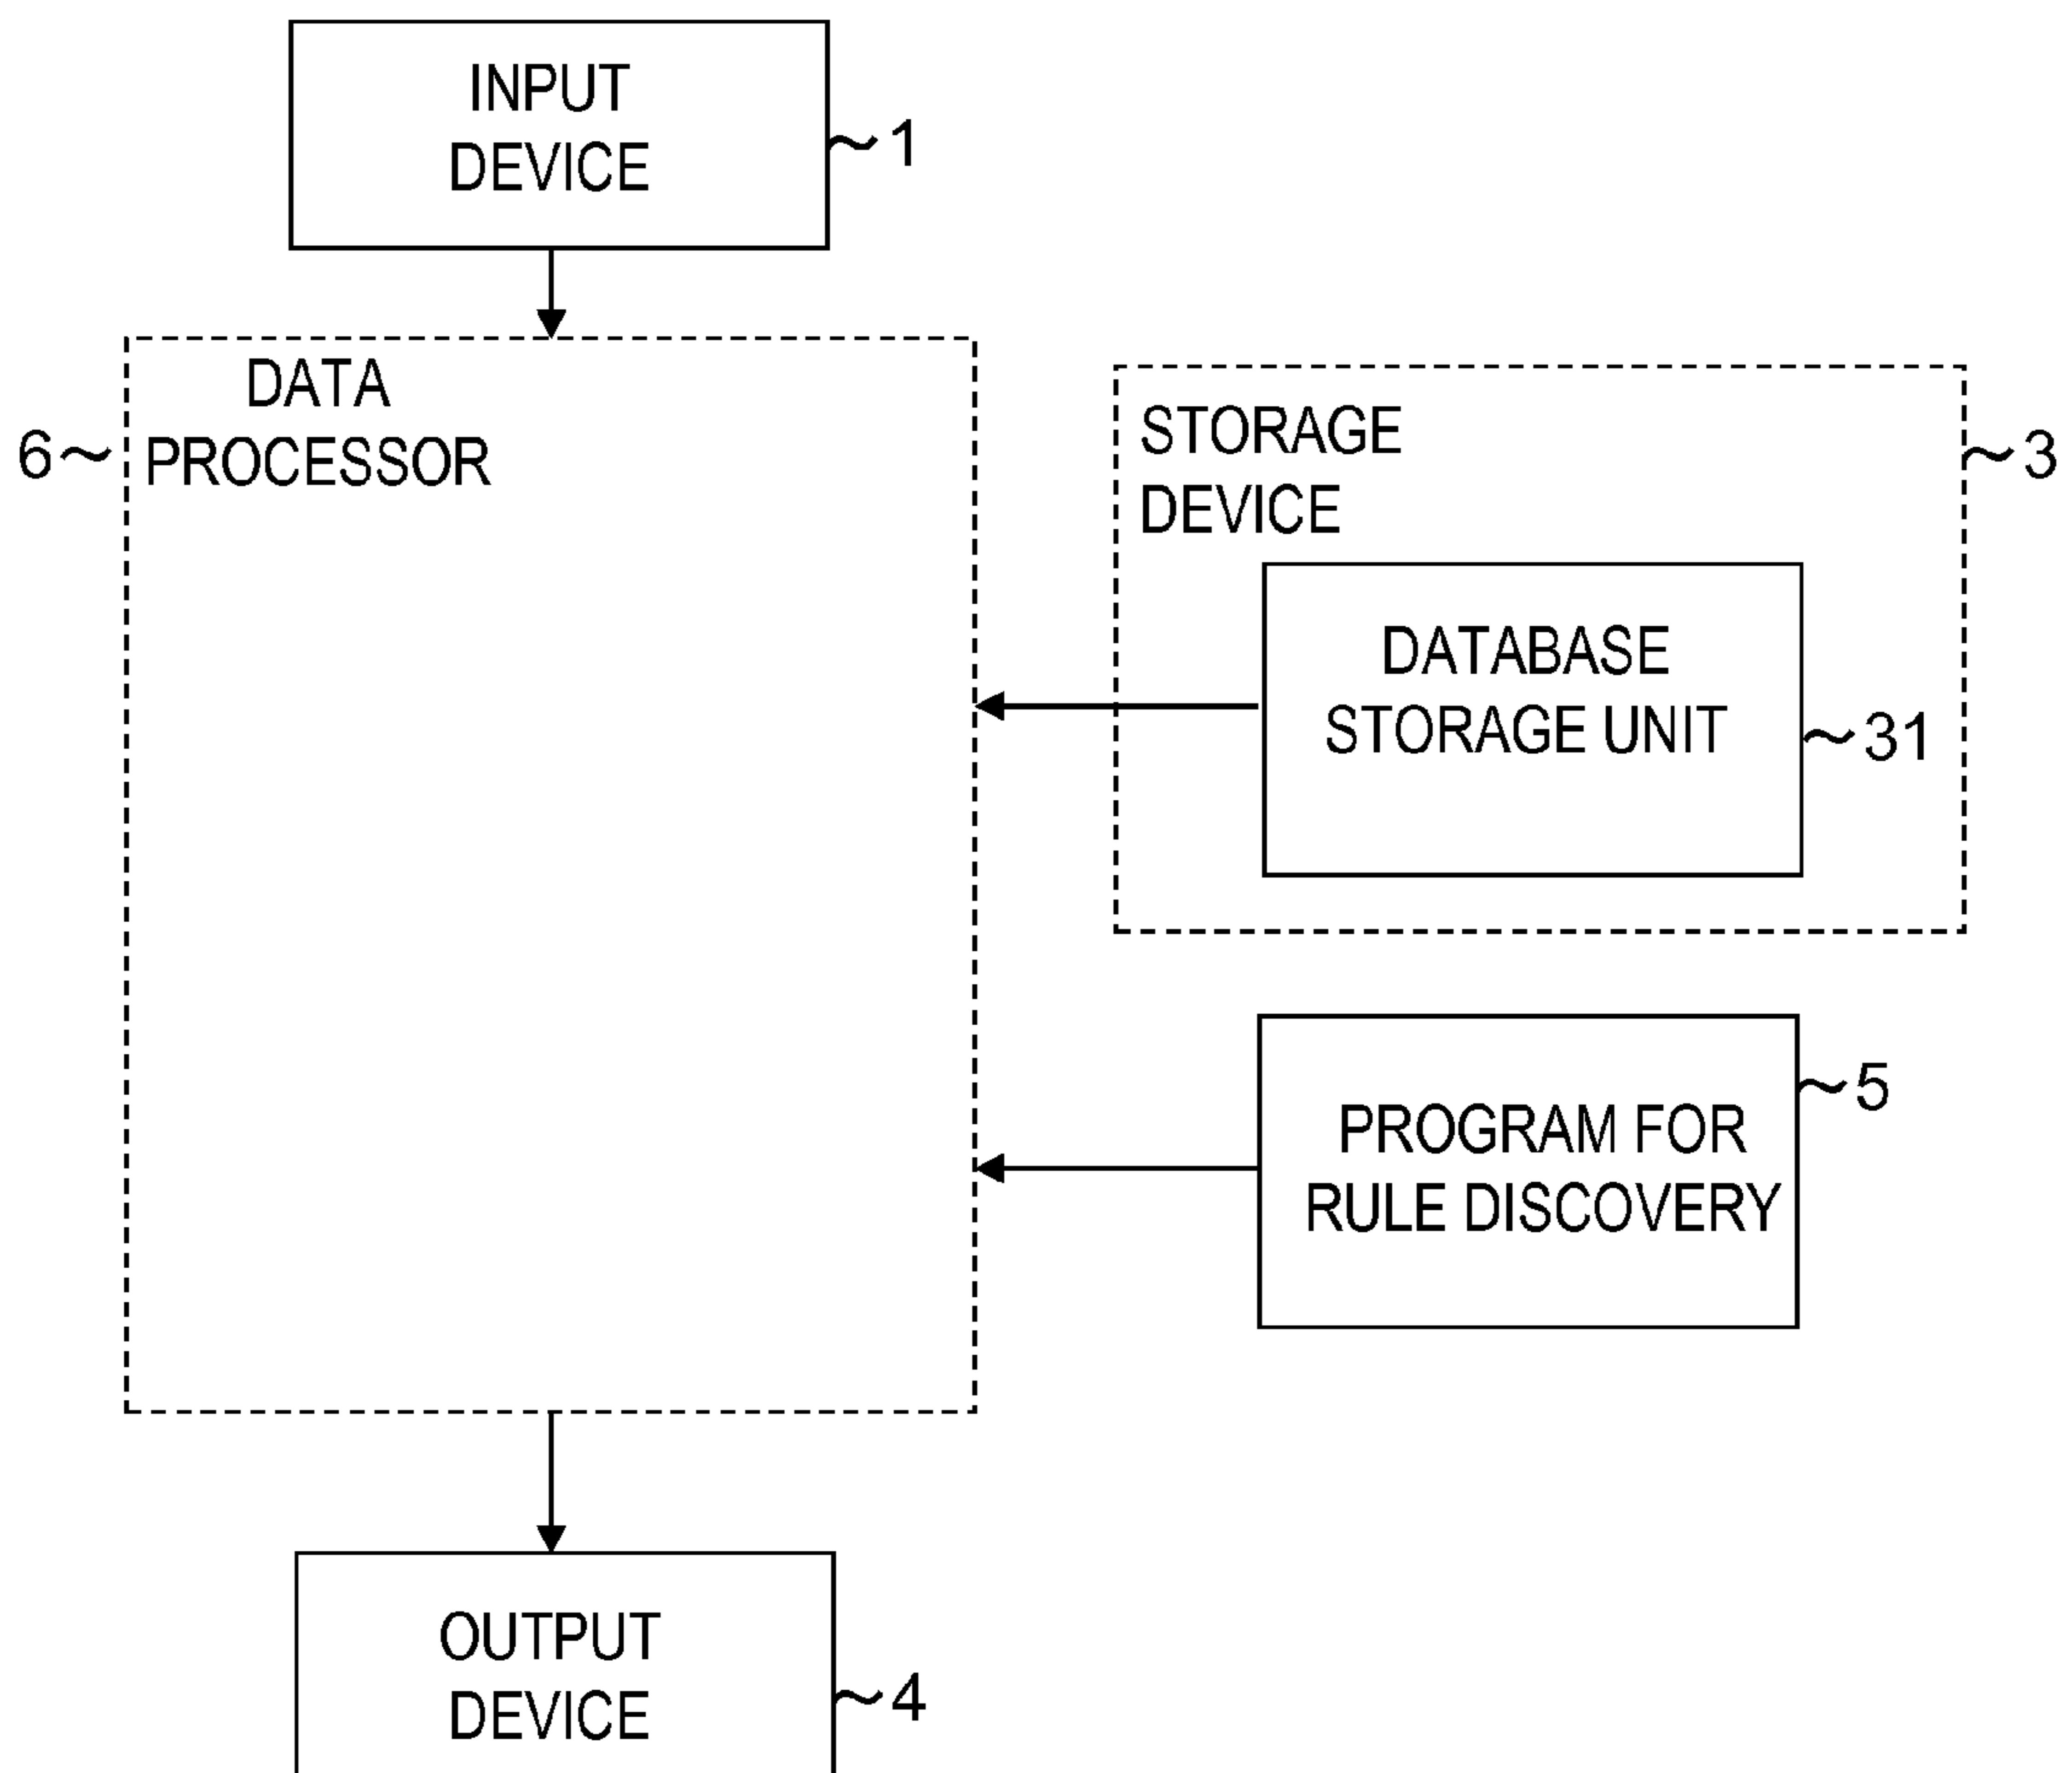 INPUT
DEVICE
~1
DATA
PROCESSOR
6~
STORAGE
DEVICE
~3
DATABASE
STORAGE UNIT
~31
PROGRAM FOR
RULE DISCOVERY
~5
OUTPUT
DEVICE
~4